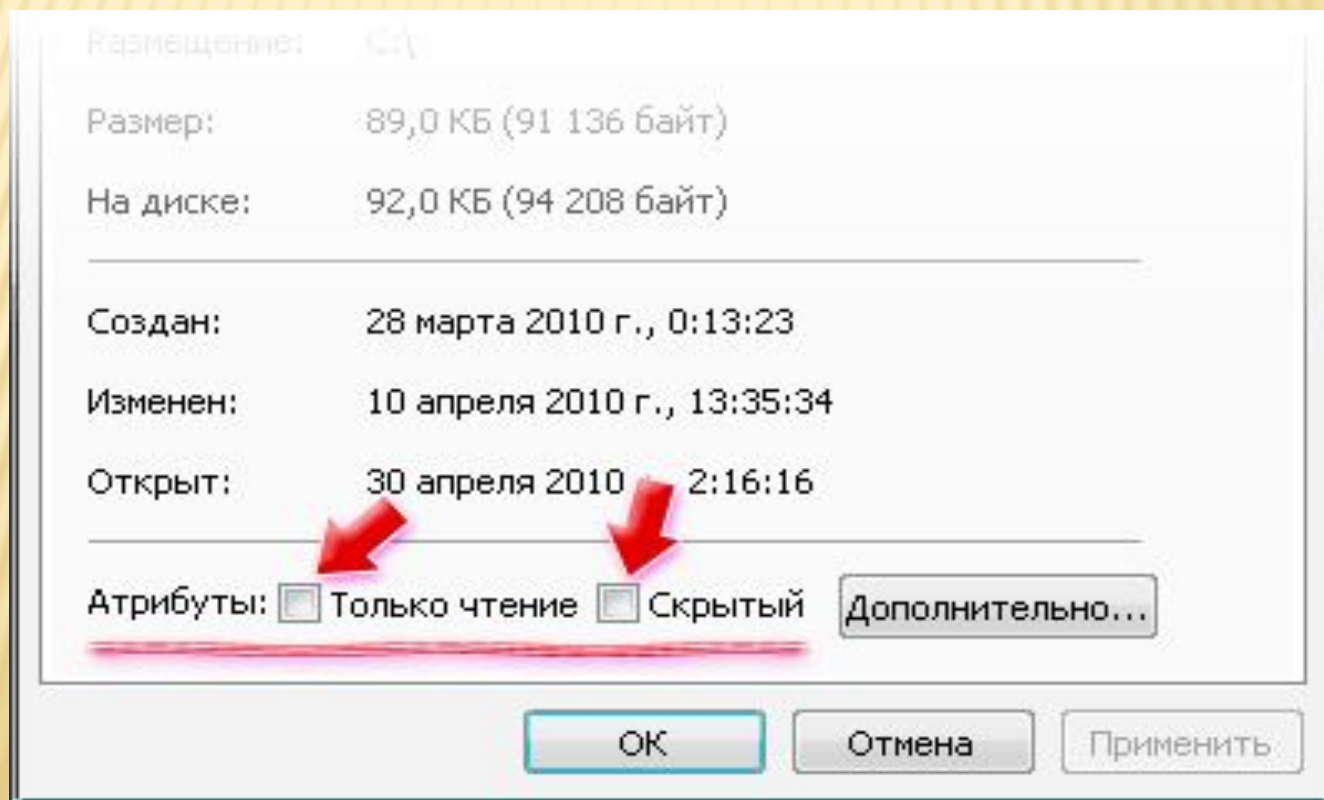 Размещение: C:\
Размер: 89,0 КБ (91 136 байт)
На диске: 92,0 КБ (94 208 байт)
Создан: 28 марта 2010 г., 0:13:23
Изменен: 10 апреля 2010 г., 13:35:34
Открыт: 30 апреля 2010 2:16:16
Атрибуты: Только чтение Скрытый Дополнительно...
ОК Отмена Применить